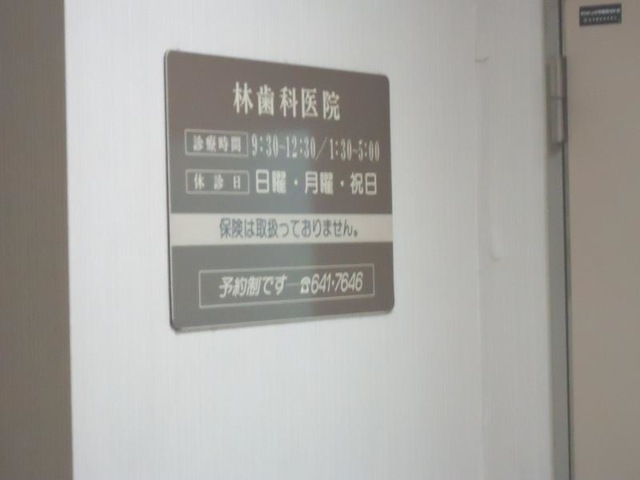 林歯科医院
診療時間 9:30~12:30/1:30~5:00
休診日 日曜・月曜・祝日
保険は取扱っておりません。
予約制です ☎641·7646